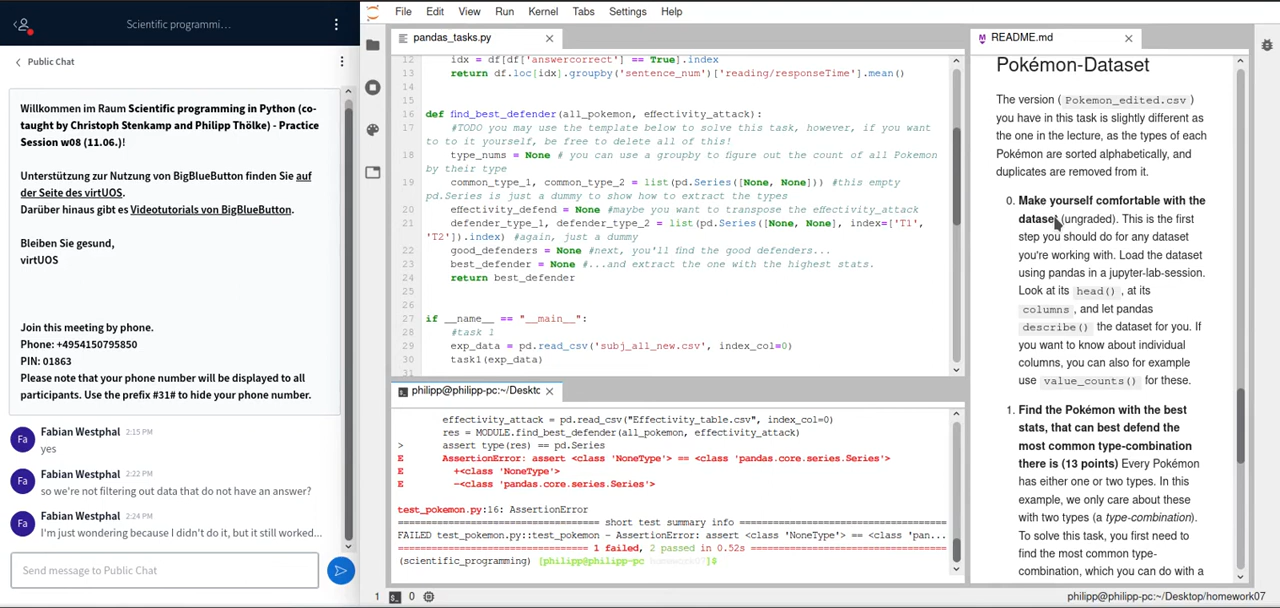 Scientific programmi…
Public Chat
Willkommen im Raum Scientific programming in Python (co-
taught by Christoph Stenkamp and Philipp Thölke) - Practice
Session w08 (11.06.)!
Unterstützung zur Nutzung von BigBlueButton finden Sie auf
der Seite des virtUOS.
Darüber hinaus gibt es Videotutorials von BigBlueButton.
Bleiben Sie gesund,
virtUOS
Join this meeting by phone.
Phone: +4954150795850
PIN: 01863
Please note that your phone number will be displayed to all
participants. Use the prefix #31# to hide your phone number.
Fa Fabian Westphal 2:15 PM
yes
Fa Fabian Westphal 2:22 PM
so we're not filtering out data that do not have an answer?
Fa Fabian Westphal 2:24 PM
I'm just wondering because I didn't do it, but it still worked...
Send message to Public Chat
File Edit View Run Kernel Tabs Settings Help
pandas_tasks.py
12 idx = df[df['answercorrect'] == True].index
13 return df.loc[idx].groupby('sentence_num')['reading/responseTime'].mean()
14
15
16 def find_best_defender(all_pokemon, effectivity_attack):
17 #TODO you may use the template below to solve this task, however, if you want
to to it yourself, be free to delete all of this!
18 type_nums = None # you can use a groupby to figure out the count of all Pokemon
by their type
19 common_type_1, common_type_2 = list(pd.Series([None, None])) #this empty
pd.Series is just a dummy to show how to extract the types
20 effectivity_defend = None #maybe you want to transpose the effectivity_attack
21 defender_type_1, defender_type_2 = list(pd.Series([None, None], index=['T1',
'T2']).index) #again, just a dummy
22 good_defenders = None #next, you'll find the good defenders...
23 best_defender = None #...and extract the one with the highest stats.
24 return best_defender
25
26
27 if __name__ == "__main__":
28 #task 1
29 exp_data = pd.read_csv('subj_all_new.csv', index_col=0)
30 task1(exp_data)
31
philipp@philipp-pc:~/Deskto
effectivity_attack = pd.read_csv("Effectivity_table.csv", index_col=0)
res = MODULE.find_best_defender(all_pokemon, effectivity_attack)
> assert type(res) == pd.Series
E AssertionError: assert <class 'NoneType'> == <class 'pandas.core.series.Series'>
E +<class 'NoneType'>
E -<class 'pandas.core.series.Series'>
test_pokemon.py:16: AssertionError
=============================== short test summary info ================================
FAILED test_pokemon.py::test_pokemon - AssertionError: assert <class 'NoneType'> == <class 'pan...
============================= 1 failed, 2 passed in 0.52s ==============================
(scientific_programming) [philipp@philipp-pc homework07]$
README.md
Pokémon-Dataset
The version ( Pokemon_edited.csv )
you have in this task is slightly different as
the one in the lecture, as the types of each
Pokémon are sorted alphabetically, and
duplicates are removed from it.
0. Make yourself comfortable with the
dataset (ungraded). This is the first
step you should do for any dataset
you're working with. Load the dataset
using pandas in a jupyter-lab-session.
Look at its head() , at its
columns , and let pandas
describe() the dataset for you. If
you want to know about individual
columns, you can also for example
use value_counts() for these.
1. Find the Pokémon with the best
stats, that can best defend the
most common type-combination
there is (13 points) Every Pokémon
has either one or two types. In this
example, we only care about these
with two types (a type-combination).
To solve this task, you first need to
find the most common type-
combination, which you can do with a
1 0 philipp@philipp-pc:~/Desktop/homework07